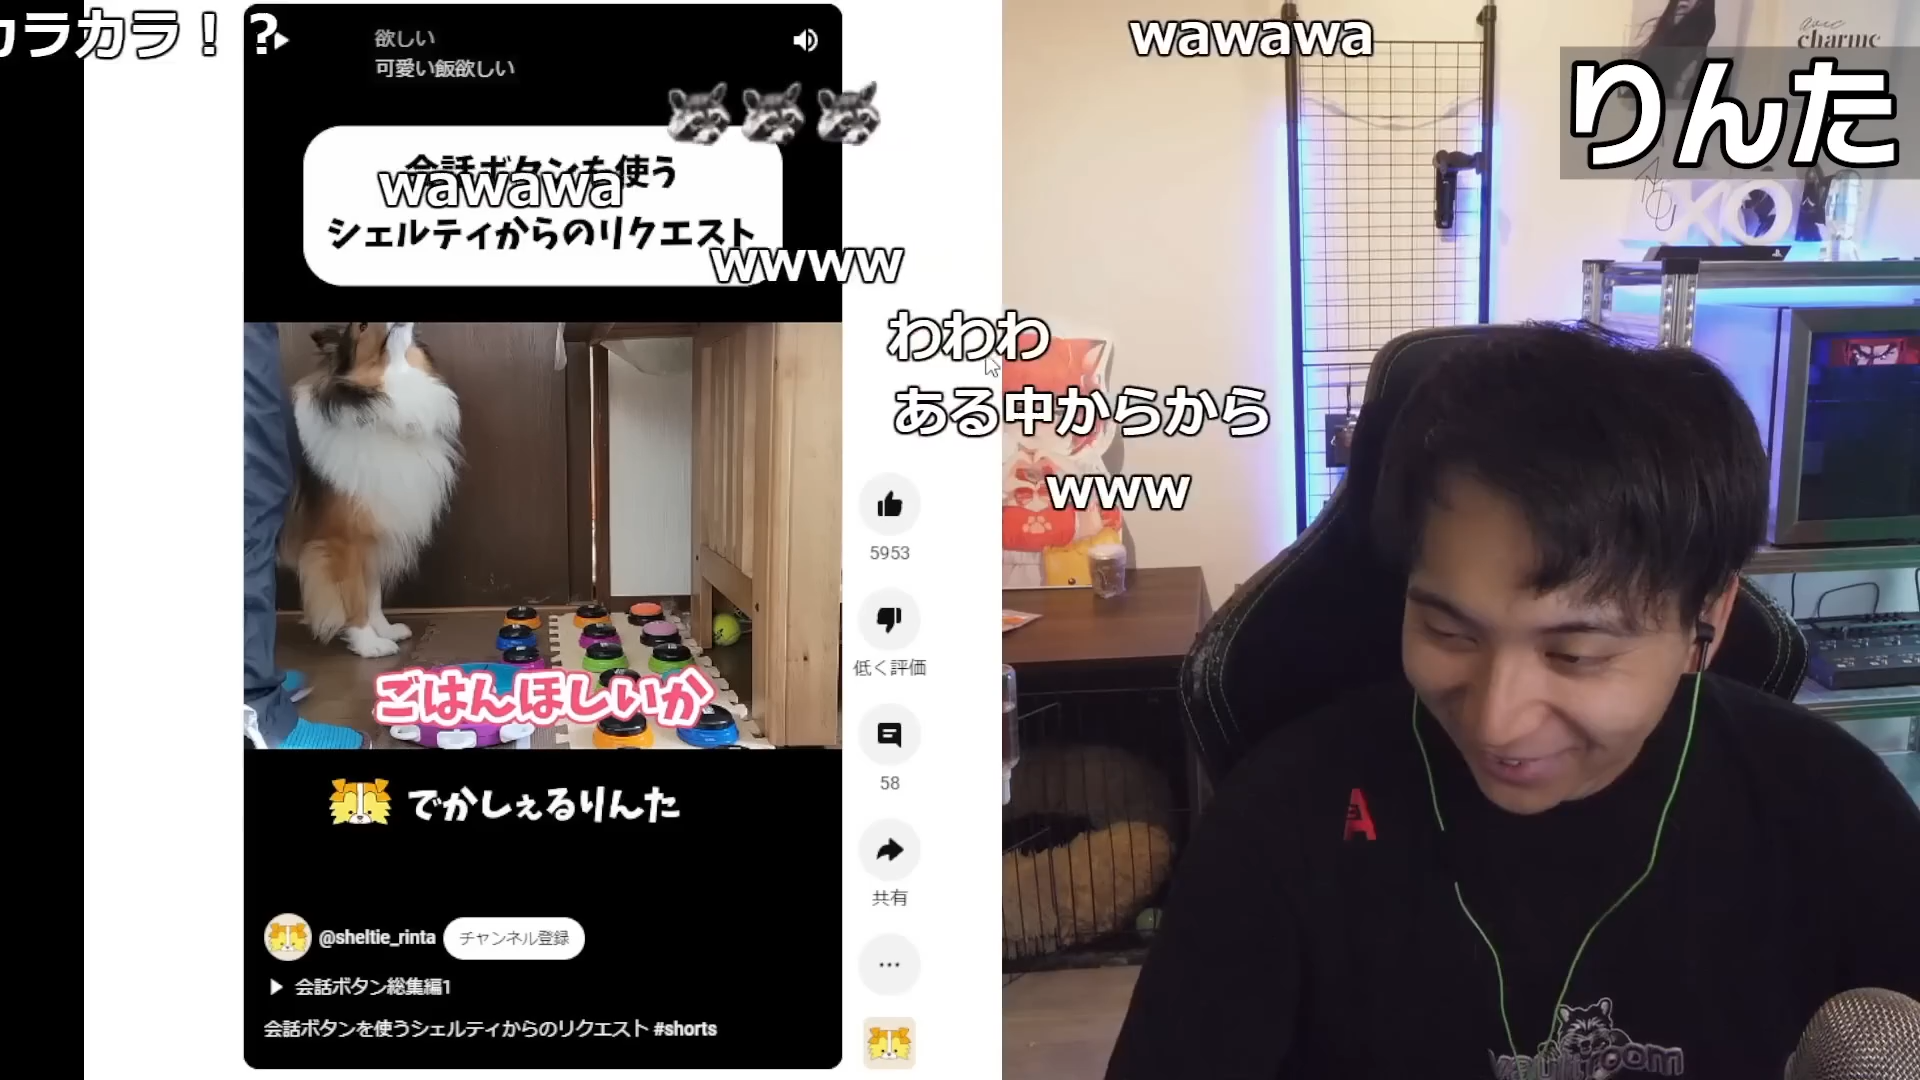 カラカラ！
?
欲しい
可愛い飯欲しい
会話ボタンを使う
シェルティからのリクエスト
wawawa
wwww
わわわ
ある中からから
www
wawawa
avec
charme
りんた
XO
5953
低く評価
58
共有
ごはんほしいか
でかしぇるりんた
@sheltie_rinta
チャンネル登録
会話ボタン総集編1
会話ボタンを使うシェルティからのリクエスト #shorts
A